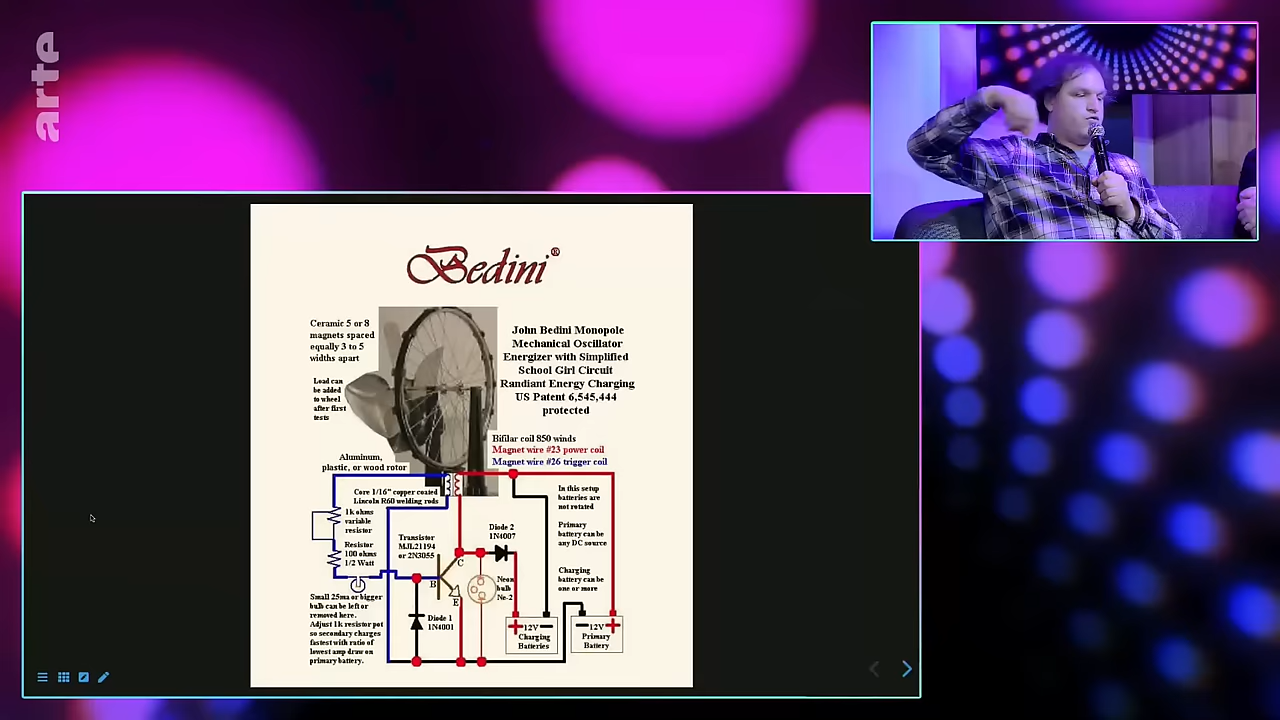 arte
Bedini®
Ceramic 5 or 8
magnets spaced
equally 3 to 5
widths apart
Load can
be added
to wheel
after first
tests
John Bedini Monopole
Mechanical Oscillator
Energizer with Simplified
School Girl Circuit
Randiant Energy Charging
US Patent 6,545,444
protected
Bifilar coil 850 winds
Magnet wire #23 power coil
Magnet wire #26 trigger coil
Aluminum,
plastic, or wood rotor
Core 1/16" copper coated
Lincoln R60 welding rods
1k ohms
variable
resistor
Resistor
100 ohms
1/2 Watt
Transistor
MJL21194
or 2N3055
C
B
E
Diode 2
1N4007
Neon
bulb
Ne-2
In this setup
batteries are
not rotated
Primary
battery can be
any DC source
Charging
battery can be
one or more
Small 25ma or bigger
bulb can be left or
removed here.
Adjust 1k resistor pot
so secondary charges
fastest with ratio of
lowest amp draw on
primary battery.
Diode 1
1N4001
+ 12V −
Charging
Batteries
− 12V +
Primary
Battery